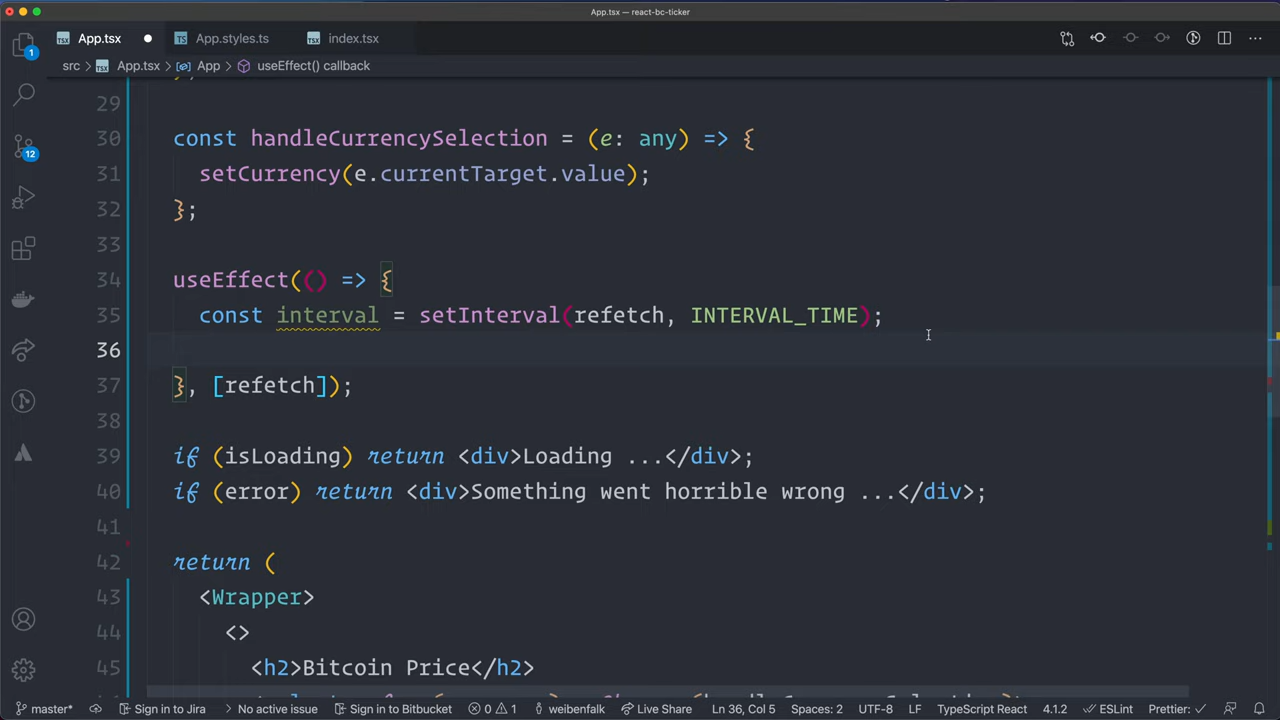 App.tsx — react-bc-ticker
App.tsx
App.styles.ts
index.tsx
src > App.tsx > App > useEffect() callback
29
30 const handleCurrencySelection = (e: any) => {
31 setCurrency(e.currentTarget.value);
32 };
33
34 useEffect(() => {
35 const interval = setInterval(refetch, INTERVAL_TIME);
36
37 }, [refetch]);
38
39 if (isLoading) return <div>Loading ...</div>;
40 if (error) return <div>Something went horrible wrong ...</div>;
41
42 return (
43 <Wrapper>
44 <>
45 <h2>Bitcoin Price</h2>
1
12
master* Sign in to Jira No active issue Sign in to Bitbucket 0 1 weibenfalk Live Share Ln 36, Col 5 Spaces: 2 UTF-8 LF TypeScript React 4.1.2 ESLint Prettier: ✓